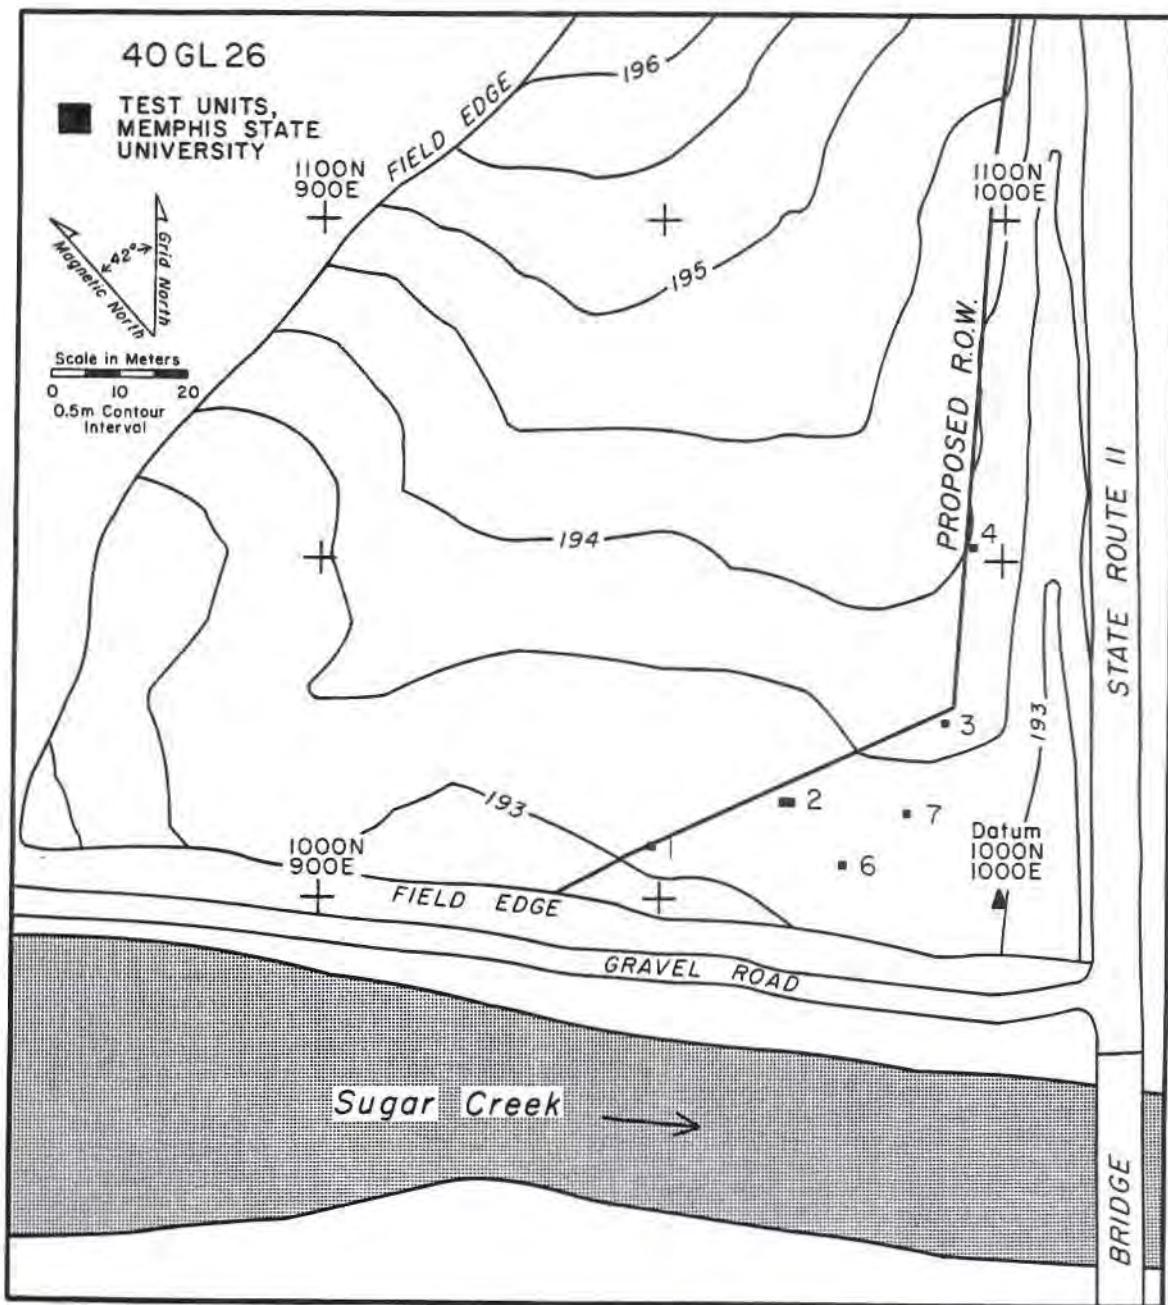 40GL26
TEST UNITS,
MEMPHIS STATE
UNIVERSITY
1100N
900E
FIELD EDGE
196
1100N
1000E
42°
Magnetic North
Grid North
195
Scale in Meters
0 10 20
0.5m Contour
Interval
PROPOSED R.O.W.
STATE ROUTE 11
194
4
3
193
193
2
7
1
6
Datum
1000N
1000E
1000N
900E
FIELD EDGE
GRAVEL ROAD
Sugar Creek
BRIDGE